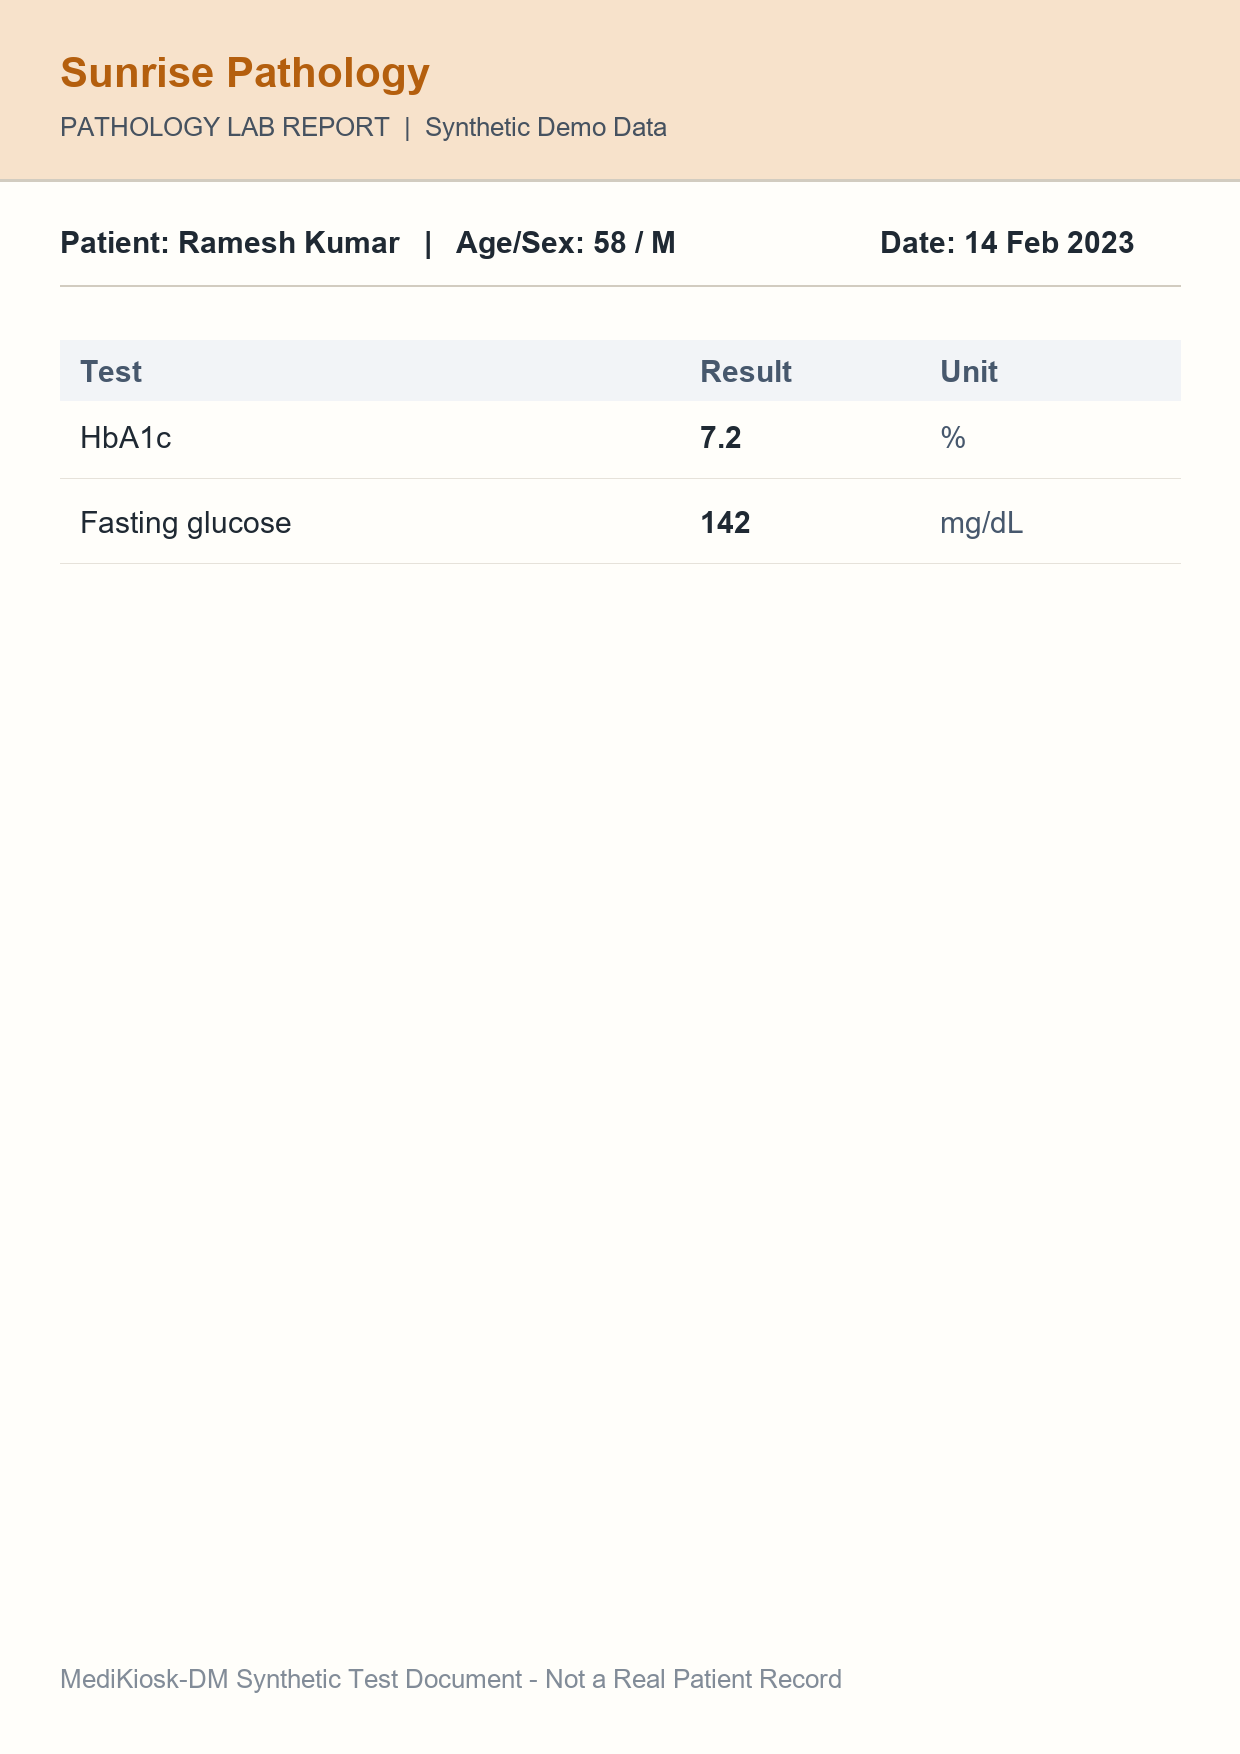 Sunrise Pathology
PATHOLOGY LAB REPORT | Synthetic Demo Data
Patient: Ramesh Kumar | Age/Sex: 58 / M Date: 14 Feb 2023
Test Result Unit
HbA1c 7.2 %
Fasting glucose 142 mg/dL
MediKiosk-DM Synthetic Test Document - Not a Real Patient Record